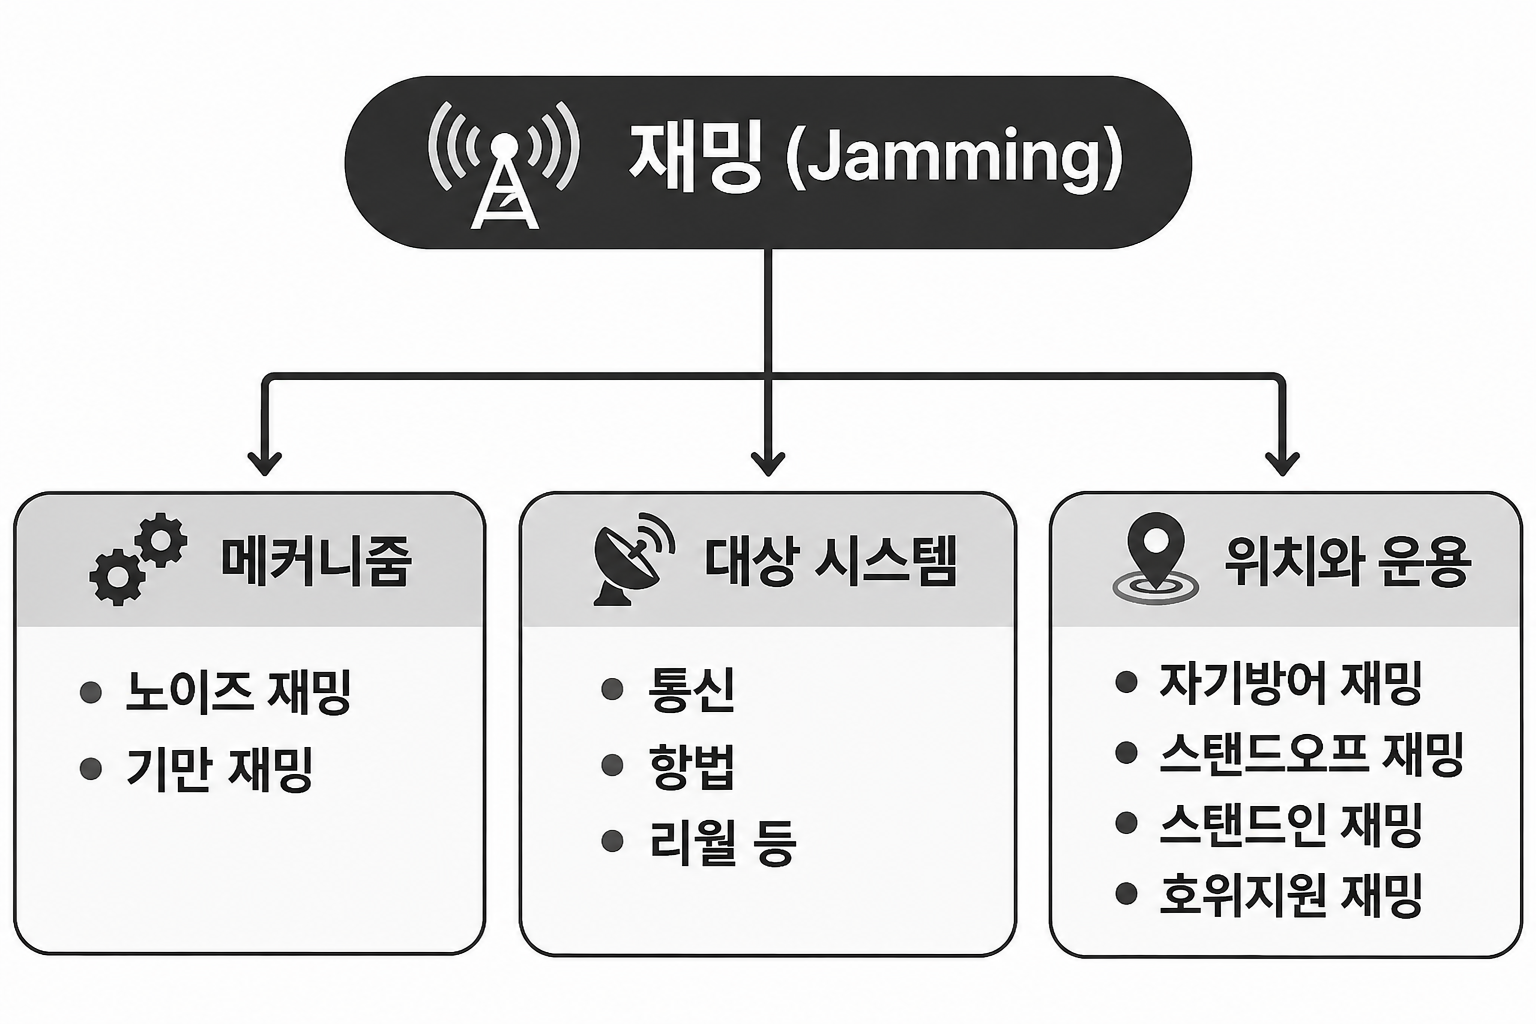 재밍 (Jamming)
메커니줌
노이즈 재밍
기만 재밍
대상 시스템
통신
항법
리월 등
위치와 운용
자기방어 재밍
스탠드오프 재밍
스탠드인 재밍
호위지원 재밍